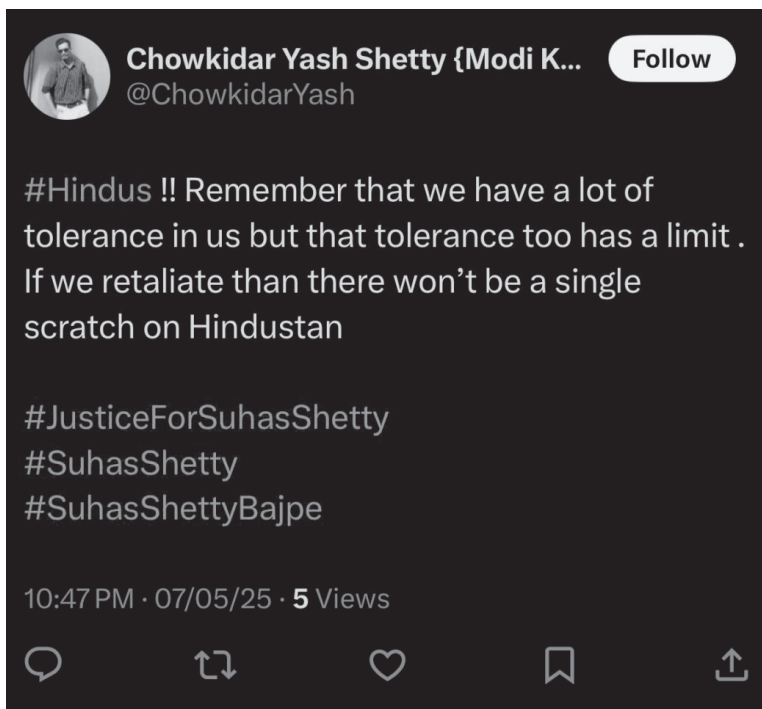 Chowkidar Yash Shetty {Modi K...
Follow
@ChowkidarYash
#Hindus !! Remember that we have a lot of
tolerance in us but that tolerance too has a limit .
If we retaliate than there won’t be a single
scratch on Hindustan
#JusticeForSuhasShetty
#SuhasShetty
#SuhasShettyBajpe
10:47 PM · 07/05/25 · 5 Views